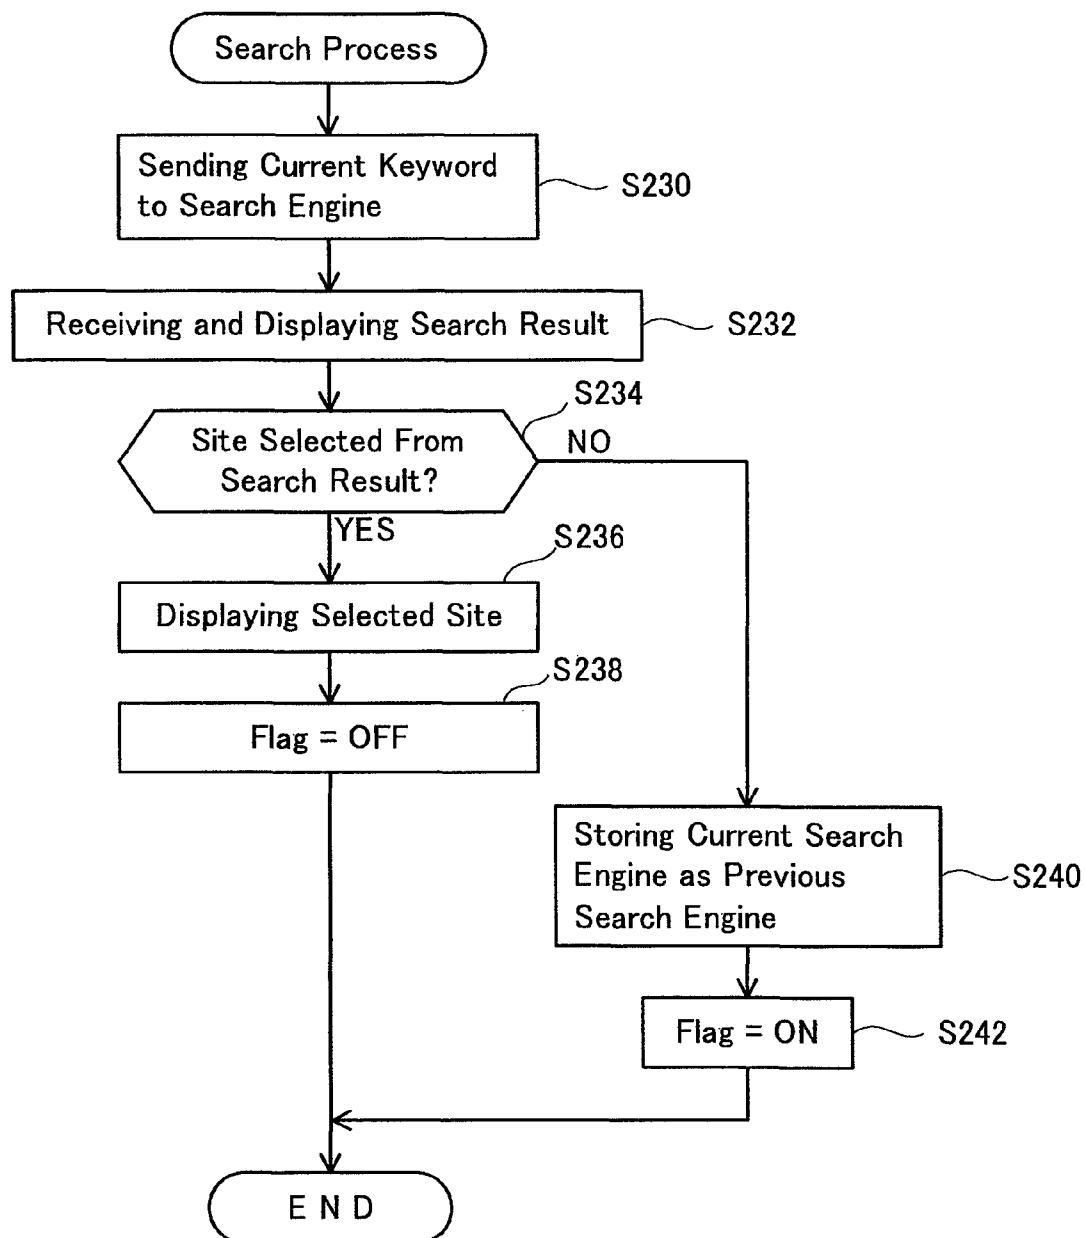 Search Process
Sending Current Keyword
to Search Engine
S230
Receiving and Displaying Search Result
S232
S234
Site Selected From
Search Result?
NO
YES
S236
Displaying Selected Site
S238
Flag = OFF
Storing Current Search
Engine as Previous
Search Engine
S240
Flag = ON
S242
E N D